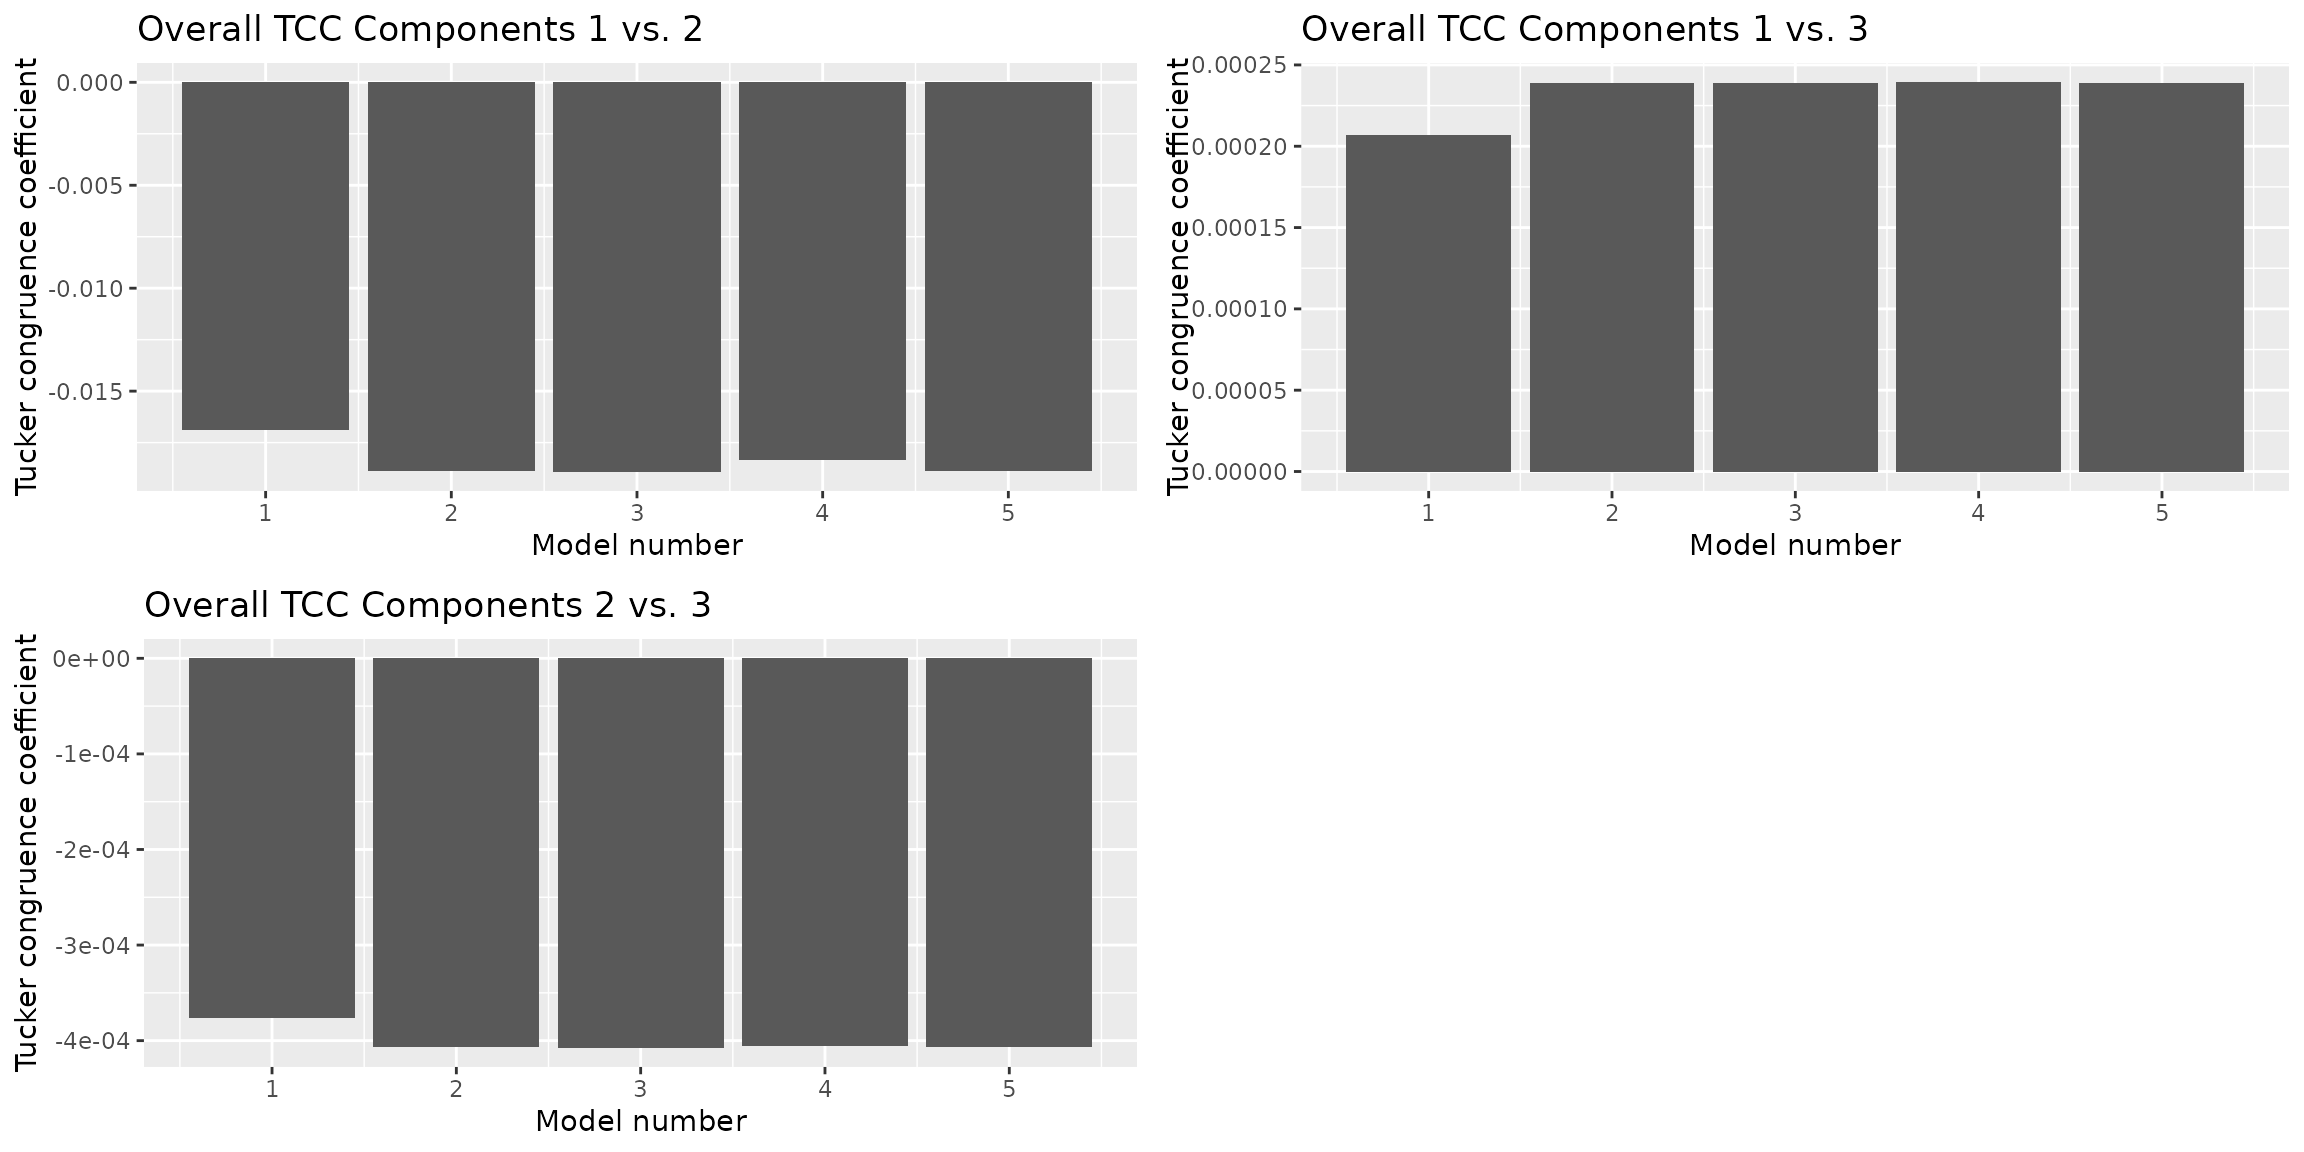 Overall TCC Components 1 vs. 2
Tucker congruence coefficient
0.000
-0.005
-0.010
-0.015
1 2 3 4 5
Model number
Overall TCC Components 1 vs. 3
Tucker congruence coefficient
0.00025
0.00020
0.00015
0.00010
0.00005
0.00000
1 2 3 4 5
Model number
Overall TCC Components 2 vs. 3
Tucker congruence coefficient
0e+00
-1e-04
-2e-04
-3e-04
-4e-04
1 2 3 4 5
Model number